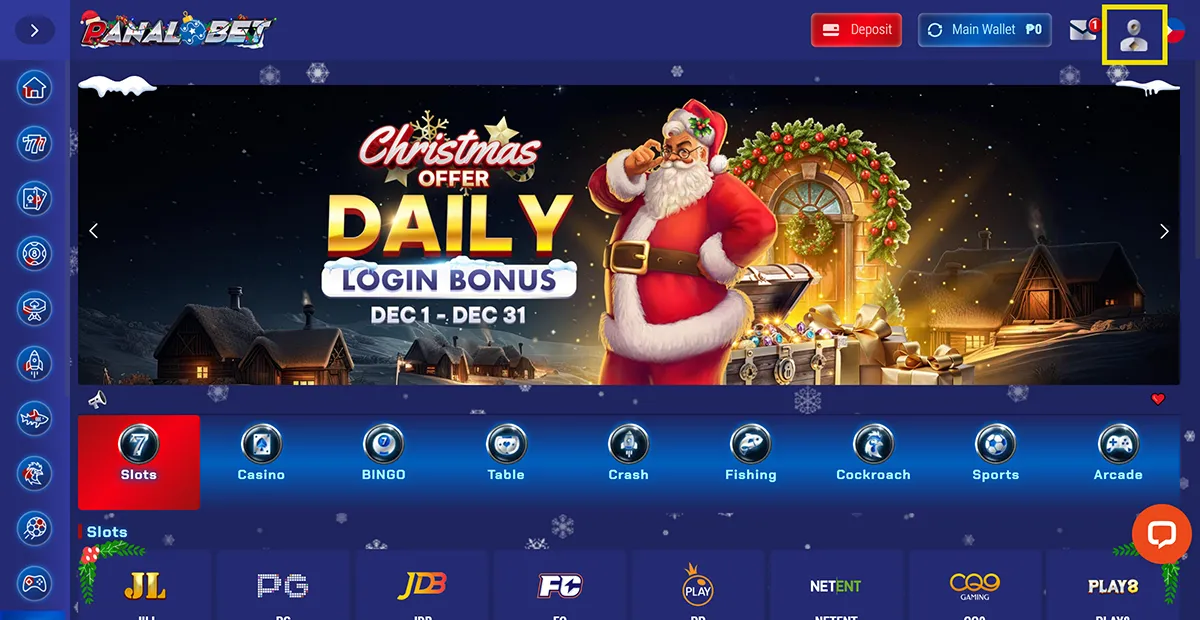 PANALOBET
Deposit
Main Wallet ₱0
1
Christmas
OFFER
DAILY
LOGIN BONUS
DEC 1 - DEC 31
Slots
Casino
BINGO
Table
Crash
Fishing
Cockroach
Sports
Arcade
Slots
JL
PG
JDB
FC
PLAY
NETENT
CQ9
GAMING
PLAY8